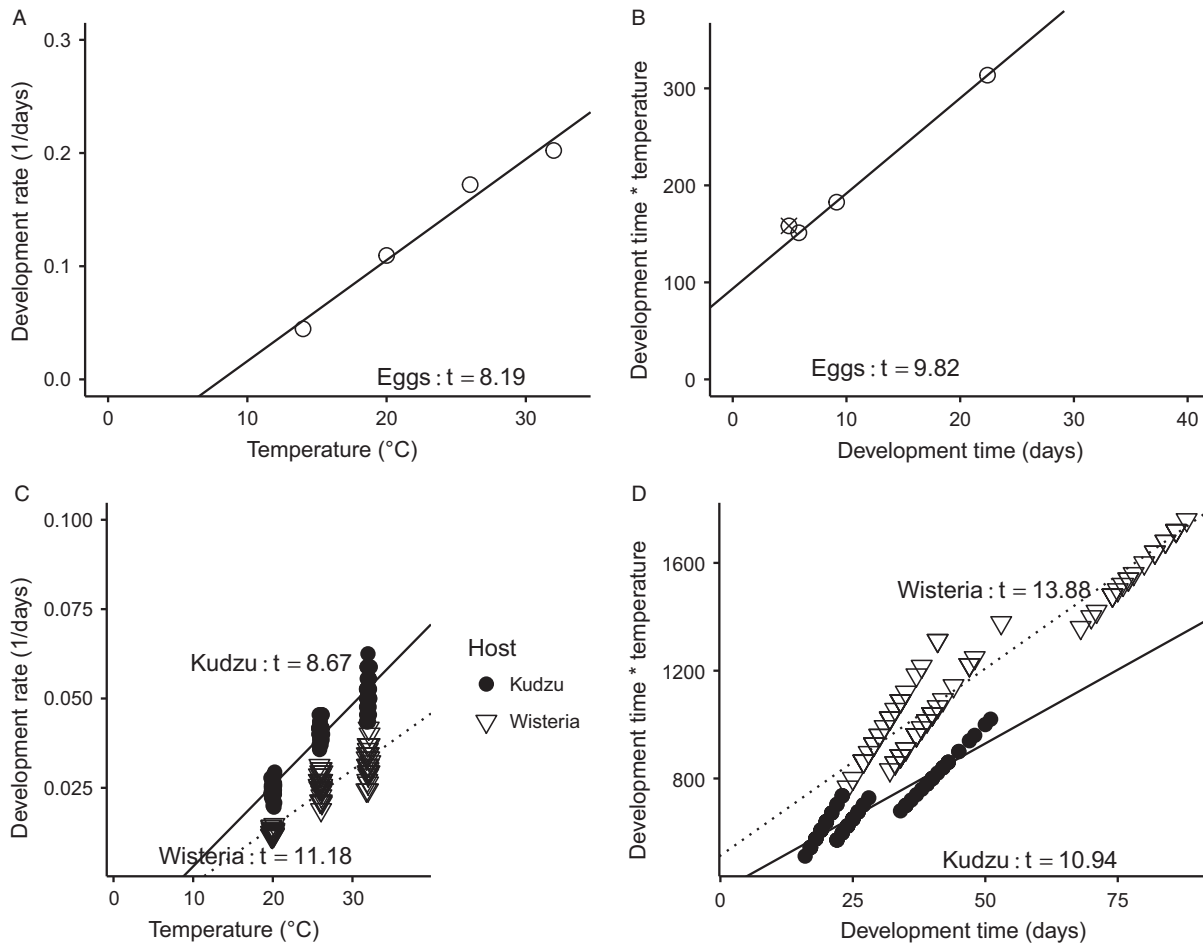 A
Development rate (1/days)
0.3
0.2
0.1
0.0
Eggs : t = 8.19
0
10
20
30
Temperature (°C)
B
Development time * temperature
300
200
100
0
Eggs : t = 9.82
0
10
20
30
40
Development time (days)
C
Development rate (1/days)
0.100
0.075
0.050
0.025
Kudzu : t = 8.67
Wisteria : t = 11.18
0
10
20
30
Temperature (°C)
Host
Kudzu
Wisteria
D
Development time * temperature
1600
1200
800
Wisteria : t = 13.88
Kudzu : t = 10.94
0
25
50
75
Development time (days)